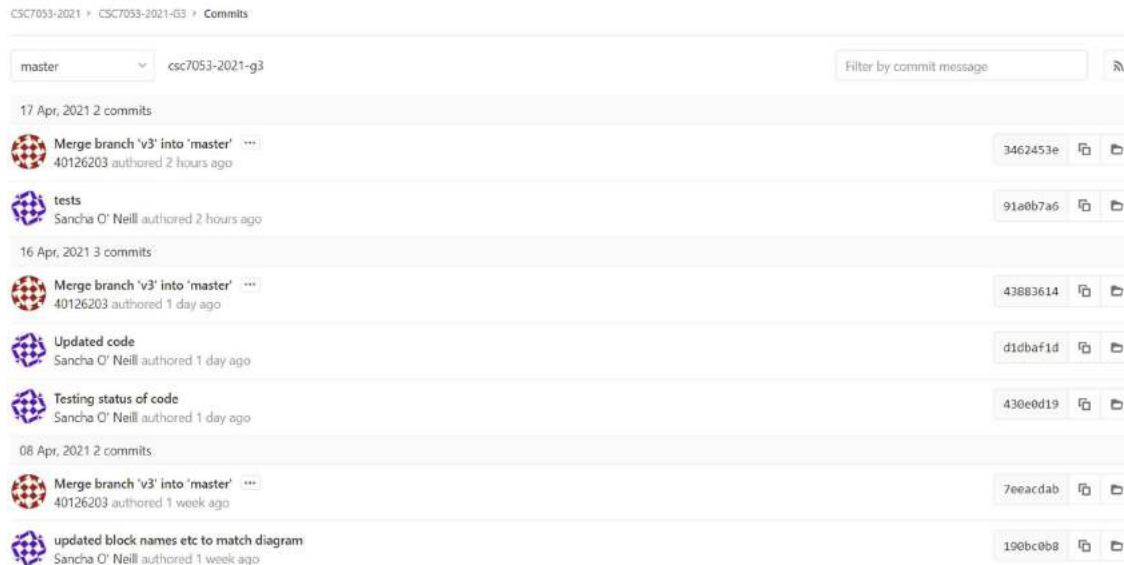 CSC7053-2021 > CSC7053-2021-G3 > Commits
master csc7053-2021-g3 Filter by commit message
17 Apr, 2021 2 commits
Merge branch 'v3' into 'master' ...
40126203 authored 2 hours ago
3462453e
tests
Sancha O' Neill authored 2 hours ago
91a0b7a6
16 Apr, 2021 3 commits
Merge branch 'v3' into 'master' ...
40126203 authored 1 day ago
43883614
Updated code
Sancha O' Neill authored 1 day ago
d1dbaf1d
Testing status of code
Sancha O' Neill authored 1 day ago
430e0d19
08 Apr, 2021 2 commits
Merge branch 'v3' into 'master' ...
40126203 authored 1 week ago
7eeacdab
updated block names etc to match diagram
Sancha O' Neill authored 1 week ago
190bc0b8